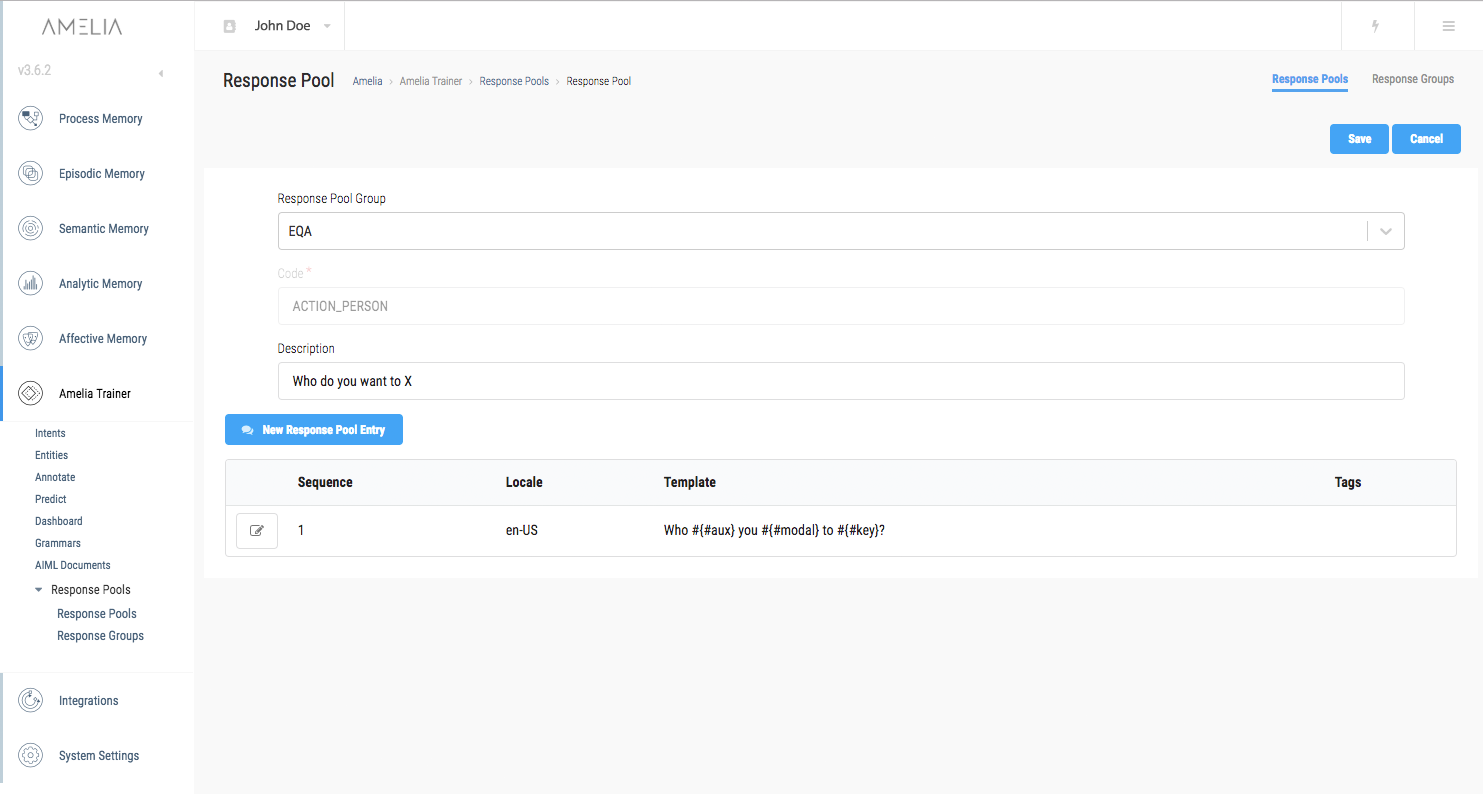 AMELIA
John Doe
v3.6.2
Response Pool
Amelia › Amelia Trainer › Response Pools › Response Pool
Response Pools
Response Groups
Save
Cancel
Process Memory
Episodic Memory
Semantic Memory
Analytic Memory
Affective Memory
Amelia Trainer
Intents
Entities
Annotate
Predict
Dashboard
Grammars
AIML Documents
Response Pools
Response Pools
Response Groups
Integrations
System Settings
Response Pool Group
EQA
Code *
ACTION_PERSON
Description
Who do you want to X
New Response Pool Entry
Sequence Locale Template Tags
1 en-US Who #{#aux} you #{#modal} to #{#key}?